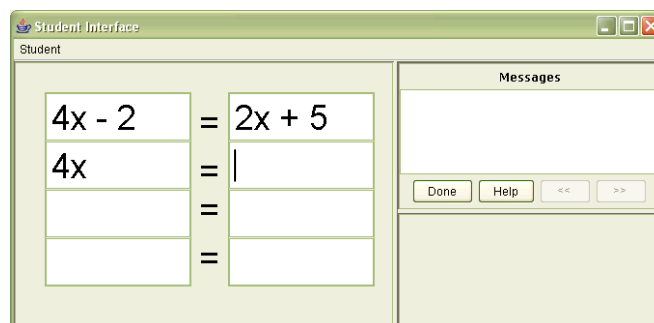 Student Interface
Student
4x - 2 = 2x + 5
4x =
=
=
Messages
Done Help << >>